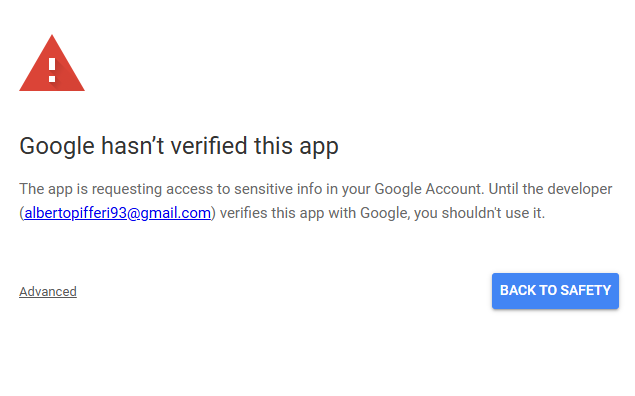 Google hasn’t verified this app
The app is requesting access to sensitive info in your Google Account. Until the developer
(albertopifferi93@gmail.com) verifies this app with Google, you shouldn't use it.
Advanced
BACK TO SAFETY